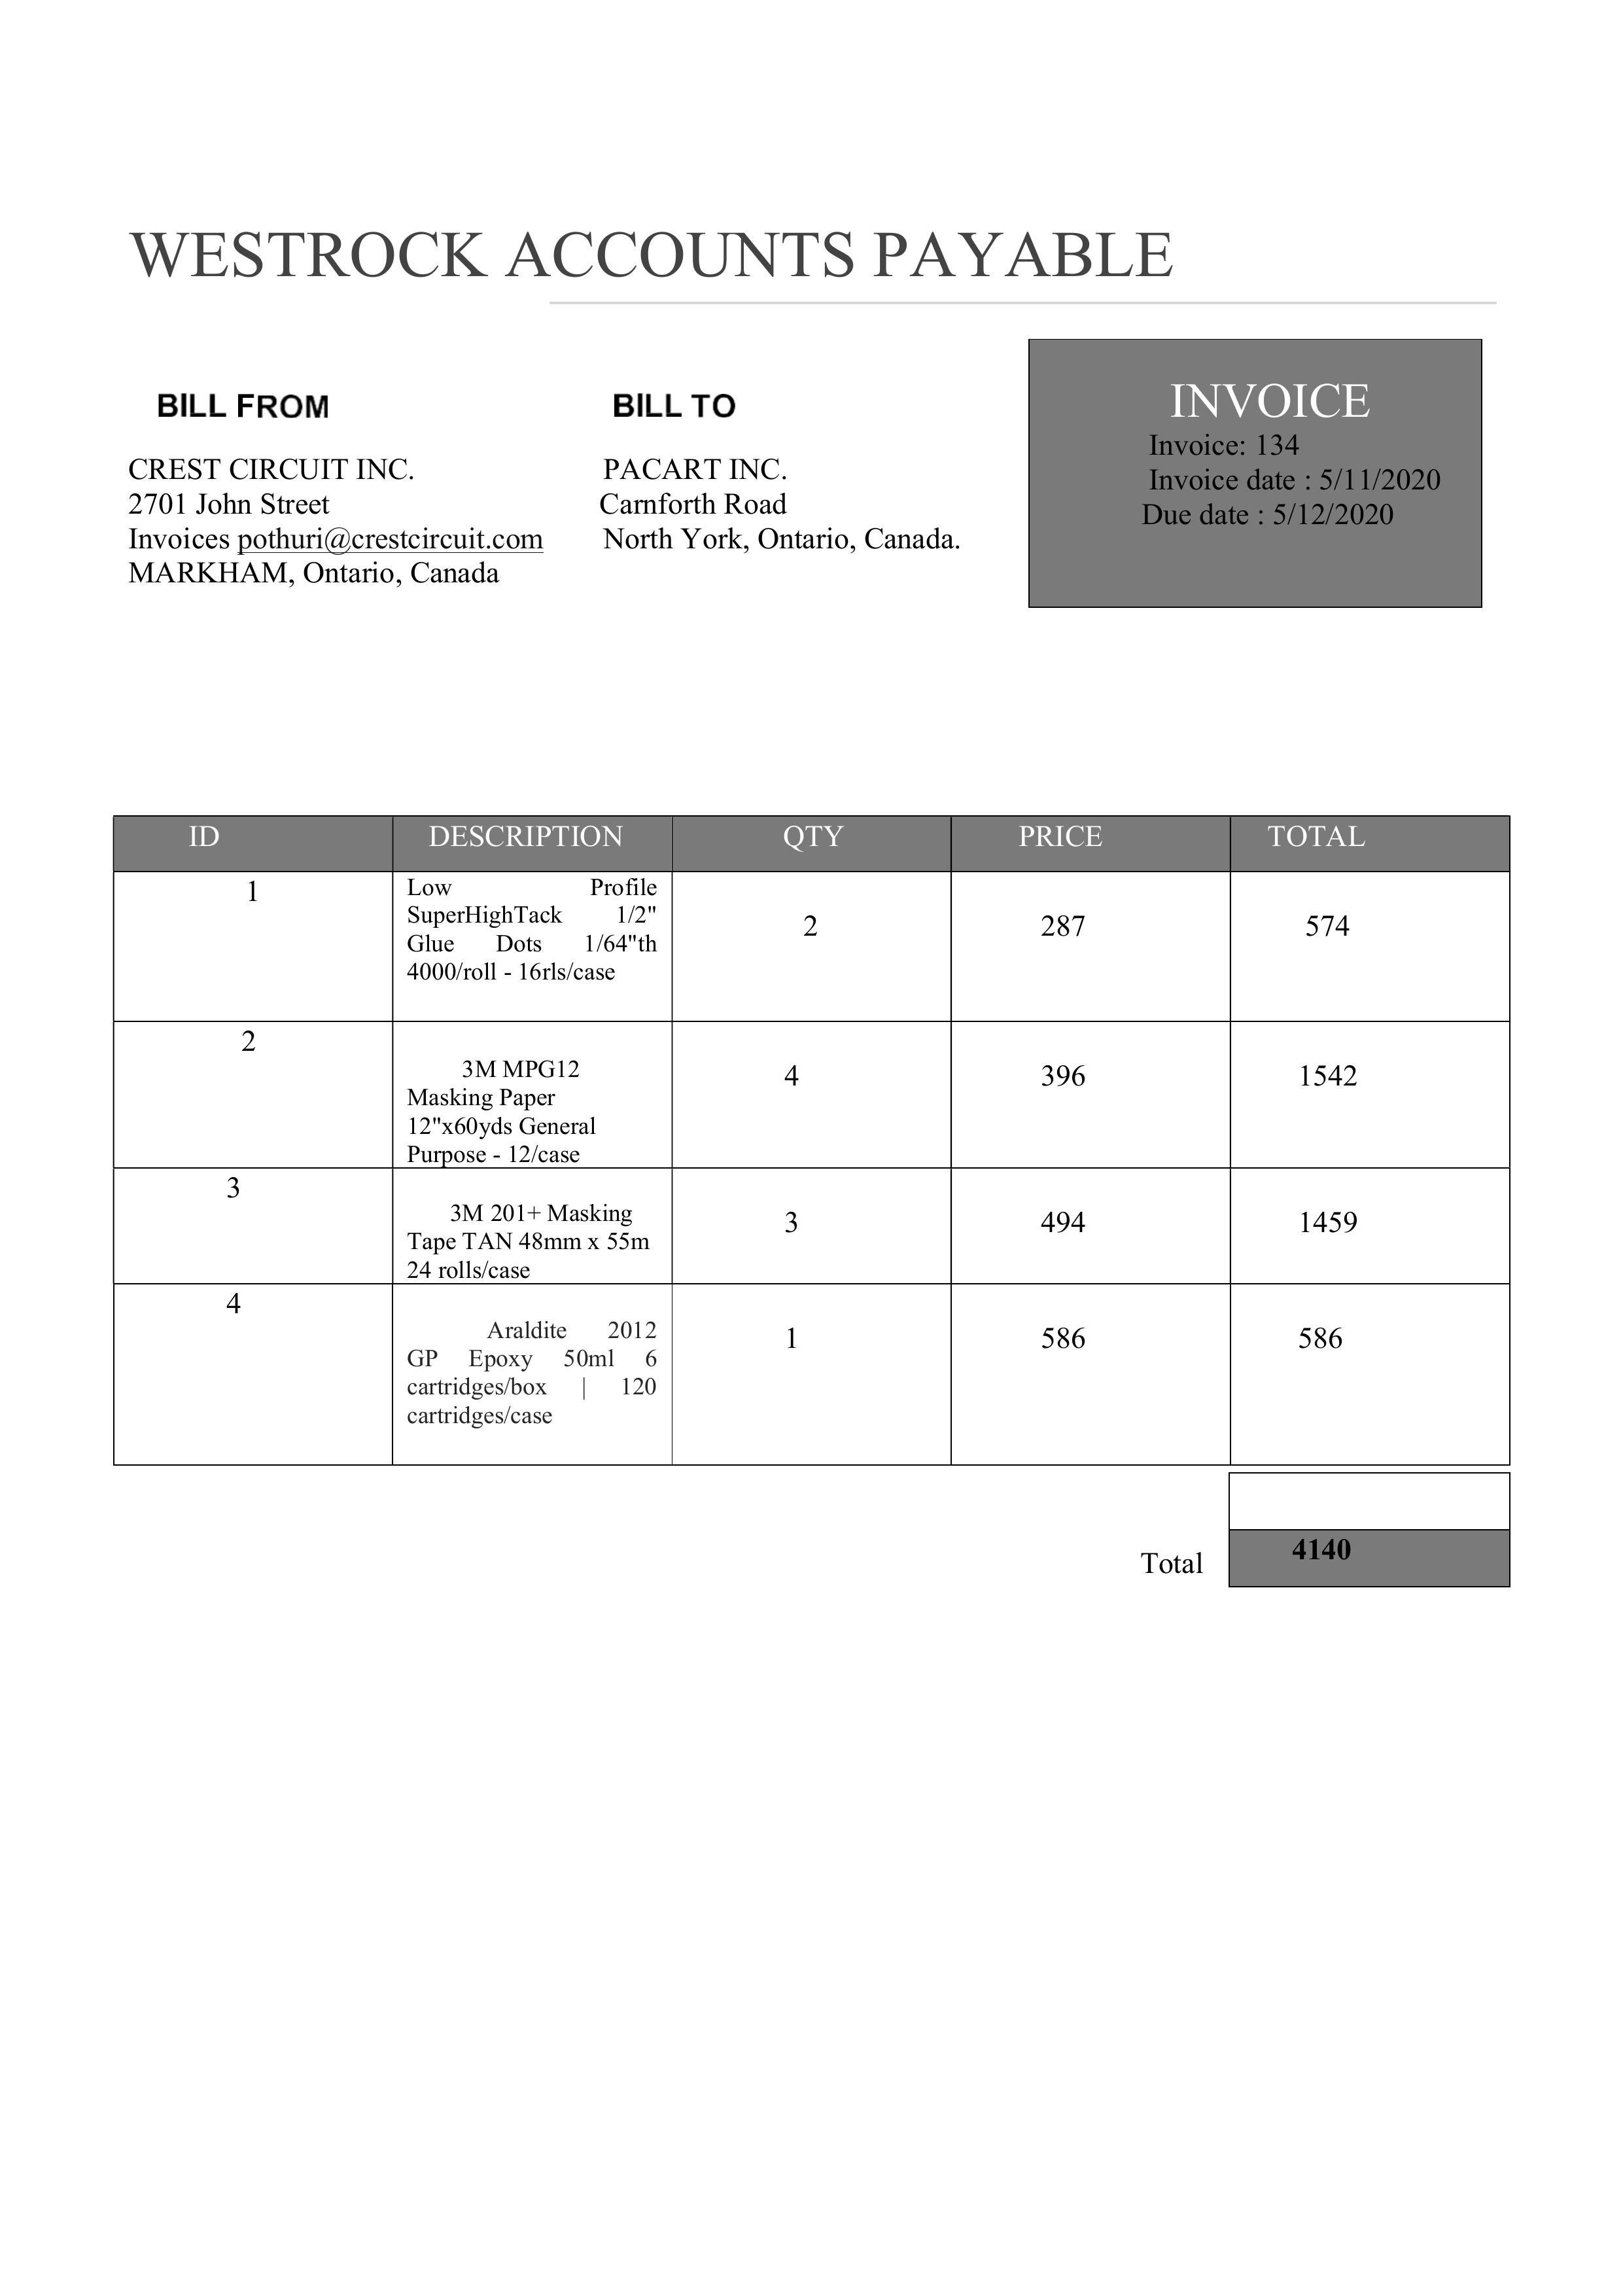 WESTROCK ACCOUNTS PAYABLE
BILL FROM
CREST CIRCUIT INC.
2701 John Street
Invoices pothuri@crestcircuit.com
MARKHAM, Ontario, Canada
BILL TO
PACART INC.
Carnforth Road
North York, Ontario, Canada.
INVOICE
Invoice: 134
Invoice date : 5/11/2020
Due date : 5/12/2020
ID DESCRIPTION QTY PRICE TOTAL
1
Low Profile
SuperHighTack 1/2"
Glue Dots 1/64"th
4000/roll - 16rls/case
2 287 574
2
3M MPG12
Masking Paper
12"x60yds General
Purpose - 12/case
4 396 1542
3
3M 201+ Masking
Tape TAN 48mm x 55m
24 rolls/case
3 494 1459
4
Araldite 2012
GP Epoxy 50ml 6
cartridges/box | 120
cartridges/case
1 586 586
Total 4140